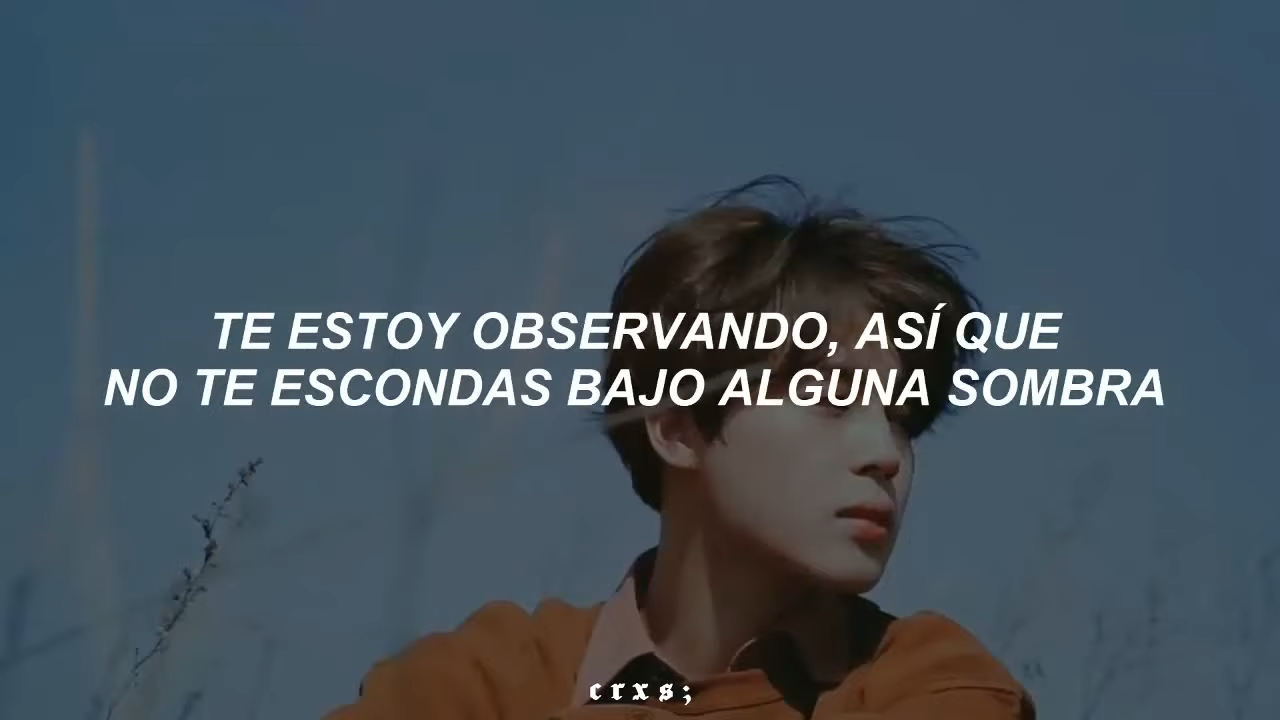 TE ESTOY OBSERVANDO, ASÍ QUE
NO TE ESCONDAS BAJO ALGUNA SOMBRA
crxs;